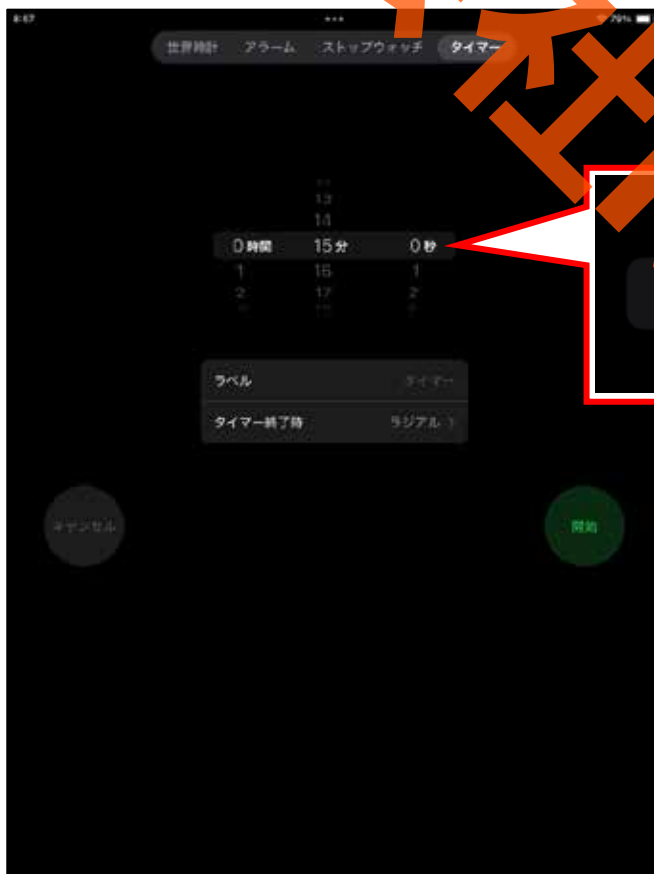 8:57
79%
世界時計 アラーム ストップウォッチ タイマー
13
14
0時間 15分 0秒
1 16 1
2 17 2
ラベル タイマー
タイマー終了時 ラジアル
キャンセル 開始